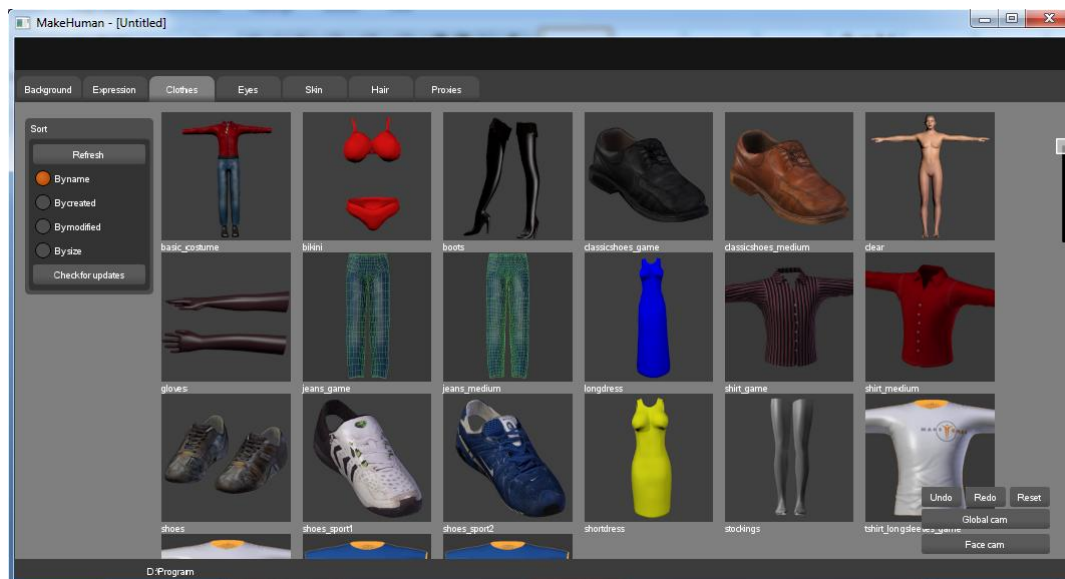 MakeHuman - [Untitled]
Background Expression Clothes Eyes Skin Hair Proxies
Sort
Refresh
Byname
Bycreated
Bymodified
Bysize
Checkfor updates
basic_costume bikini boots classicshoes_game classicshoes_medium clear
gloves jeans_game jeans_medium longdress shirt_game shirt_medium
MAKE HUMAN
shoes shoes_sport1 shoes_sport2 shortdress stockings tshirt_longsleeves_game
Undo Redo Reset
Global cam
Face cam
D:Program